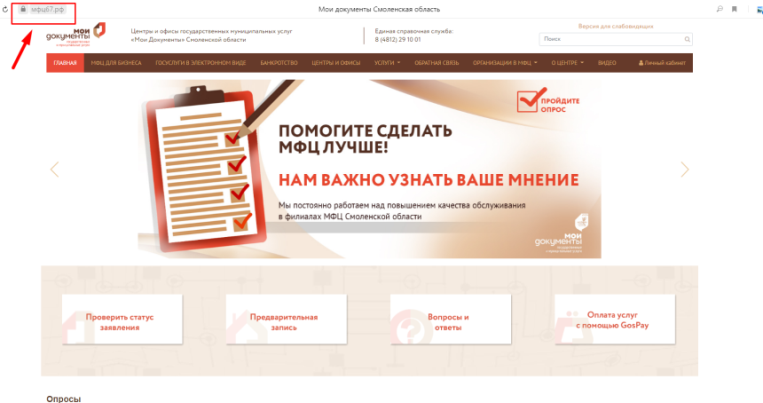 мфц67.рф
Мои документы Смоленская область
Версия для слабовидящих
мои
документы
Центры и офисы государственных муниципальных услуг
«Мои Документы» Смоленской области
Единая справочная служба:
8 (4812) 29 10 01
Поиск
ГЛАВНАЯ МФЦ ДЛЯ БИЗНЕСА ГОСУСЛУГИ В ЭЛЕКТРОННОМ ВИДЕ БАНКРОТСТВО ЦЕНТРЫ И ОФИСЫ УСЛУГИ ОБРАТНАЯ СВЯЗЬ ОРГАНИЗАЦИИ В МФЦ О ЦЕНТРЕ ВИДЕО Личный кабинет
ПРОЙДИТЕ
ОПРОС
ПОМОГИТЕ СДЕЛАТЬ
МФЦ ЛУЧШЕ!
НАМ ВАЖНО УЗНАТЬ ВАШЕ МНЕНИЕ
Мы постоянно работаем над повышением качества обслуживания
в филиалах МФЦ Смоленской области
мои
документы
Проверить статус
заявления
Предварительная
запись
Вопросы и
ответы
Оплата услуг
с помощью GosPay
Опросы